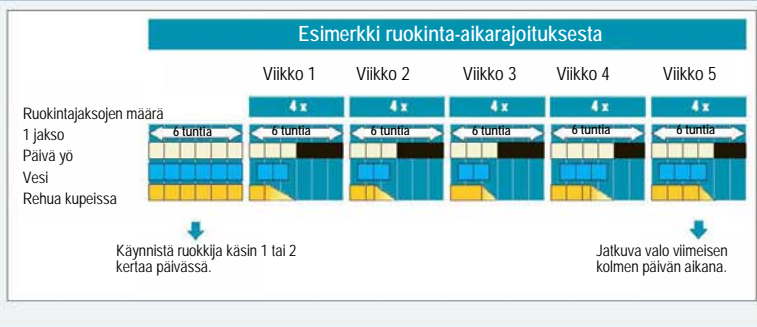 Esimerkki ruokinta-aikarajoituksesta
Viikko 1 Viikko 2 Viikko 3 Viikko 4 Viikko 5
Ruokintajaksojen määrä 4 x 4 x 4 x 4 x 4 x
1 jakso 6 tuntia 6 tuntia 6 tuntia 6 tuntia 6 tuntia 6 tuntia
Päivä yö
Vesi
Rehua kupeissa
Käynnistä ruokkija käsin 1 tai 2
kertaa päivässä.
Jatkuva valo viimeisen
kolmen päivän aikana.